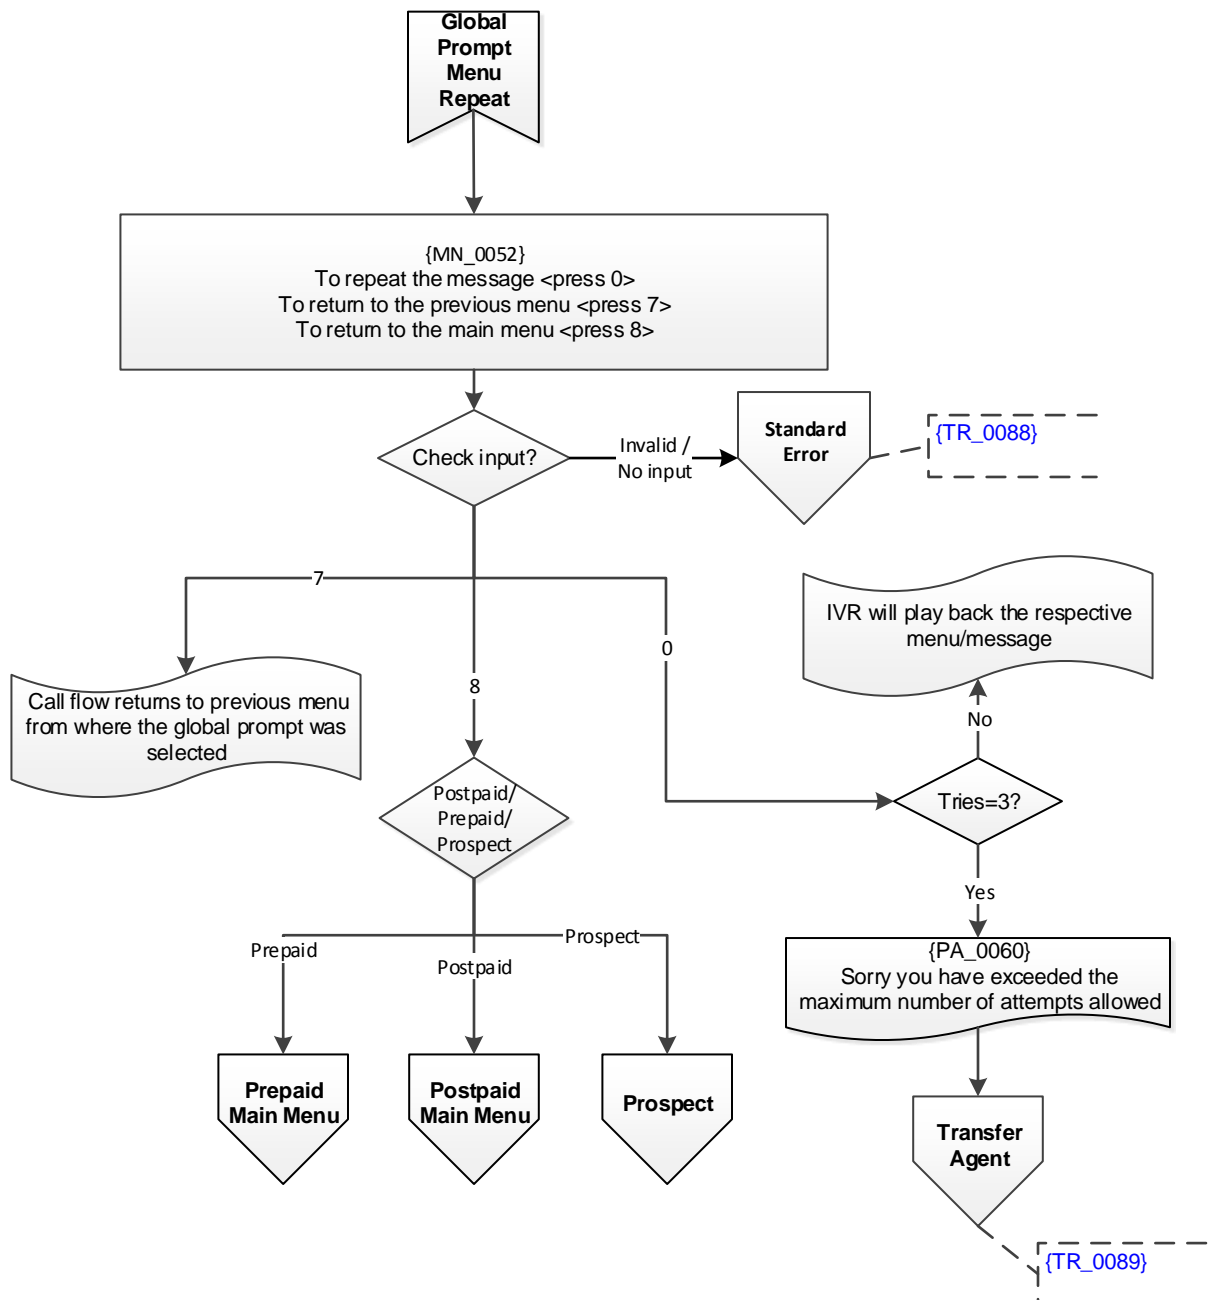 Global
Prompt
Menu
Repeat
{MN_0052}
To repeat the message <press 0>
To return to the previous menu <press 7>
To return to the main menu <press 8>
Check input?
Invalid /
No input
Standard
Error
{TR_0088}
7
8
0
IVR will play back the respective
menu/message
Call flow returns to previous menu
from where the global prompt was
selected
No
Postpaid/
Prepaid/
Prospect
Tries=3?
Yes
Prepaid
Postpaid
Prospect
{PA_0060}
Sorry you have exceeded the
maximum number of attempts allowed
Prepaid
Main Menu
Postpaid
Main Menu
Prospect
Transfer
Agent
{TR_0089}